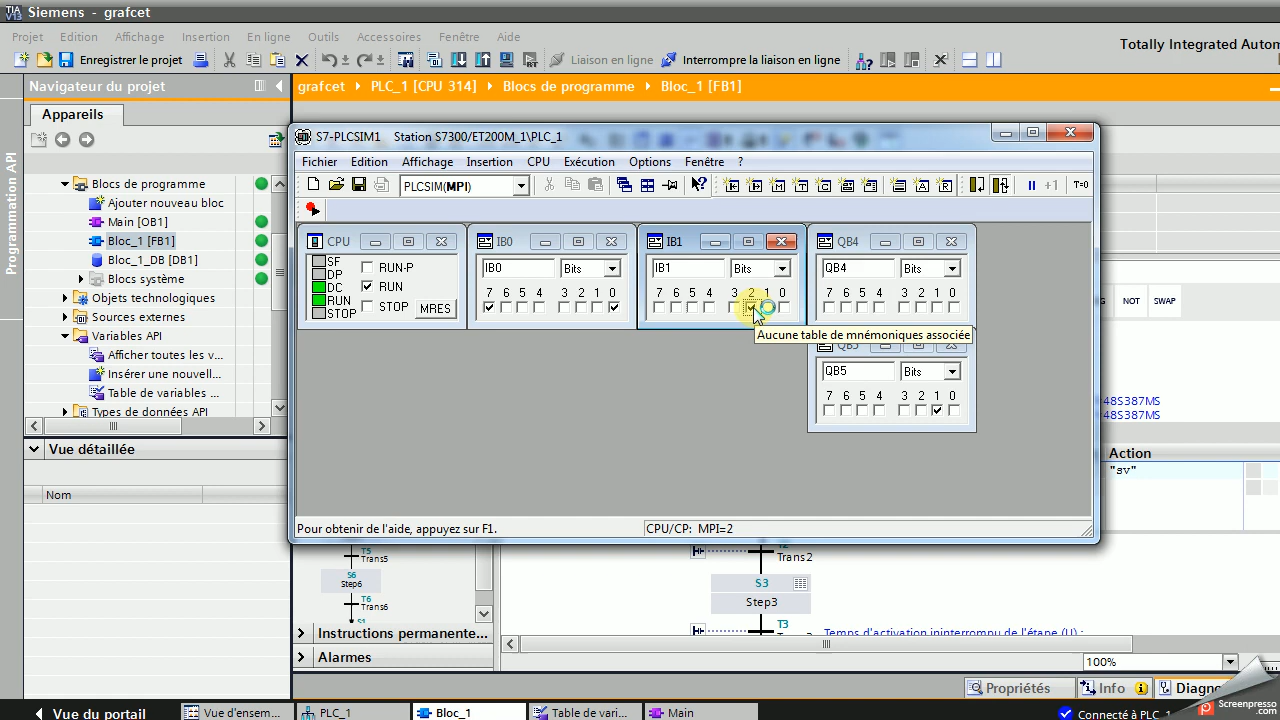 TIA V13 Siemens - grafcet
Projet Edition Affichage Insertion En ligne Outils Accessoires Fenêtre Aide
Totally Integrated Autom
Enregistrer le projet
Liaison en ligne
Interrompre la liaison en ligne
Navigateur du projet
grafcet PLC_1 [CPU 314] Blocs de programme Bloc_1 [FB1]
Appareils
Programmation API
Blocs de programme
Ajouter nouveau bloc
Main [OB1]
Bloc_1 [FB1]
Bloc_1_DB [DB1]
Blocs système
Objets technologiques
Sources externes
Variables API
Afficher toutes les v
Insérer une nouvell...
Table de variables ...
Types de données API
Vue détaillée
Nom
S7-PLCSIM1 Station S7300/ET200M_1\PLC_1
Fichier Edition Affichage Insertion CPU Exécution Options Fenêtre ?
PLCSIM(MPI)
+1
T=0
CPU
SF
DP
DC
RUN
STOP
RUN-P
RUN
STOP
MRES
IB0
IB0 Bits
7 6 5 4 3 2 1 0
IB1
IB1 Bits
7 6 5 4 3 2 1 0
QB4
QB4 Bits
7 6 5 4 3 2 1 0
Aucune table de mnémoniques associée
QB5
QB5 Bits
7 6 5 4 3 2 1 0
Pour obtenir de l'aide, appuyez sur F1.
CPU/CP: MPI=2
NOT SWAP
48S387MS
48S387MS
Action
"sv"
T5
Trans5
S6
Step6
T6
Trans6
S1
T2
Trans2
S3
Step3
T3
Temps d'activation ininterrompu de l'étape (U) :
Instructions permanente...
Alarmes
100%
Propriétés
Info
Diagno
Vue du portail
Vue d'ensem...
PLC_1
Bloc_1
Table de vari...
Main
Connecté à PLC_1
Screenpresso
.com